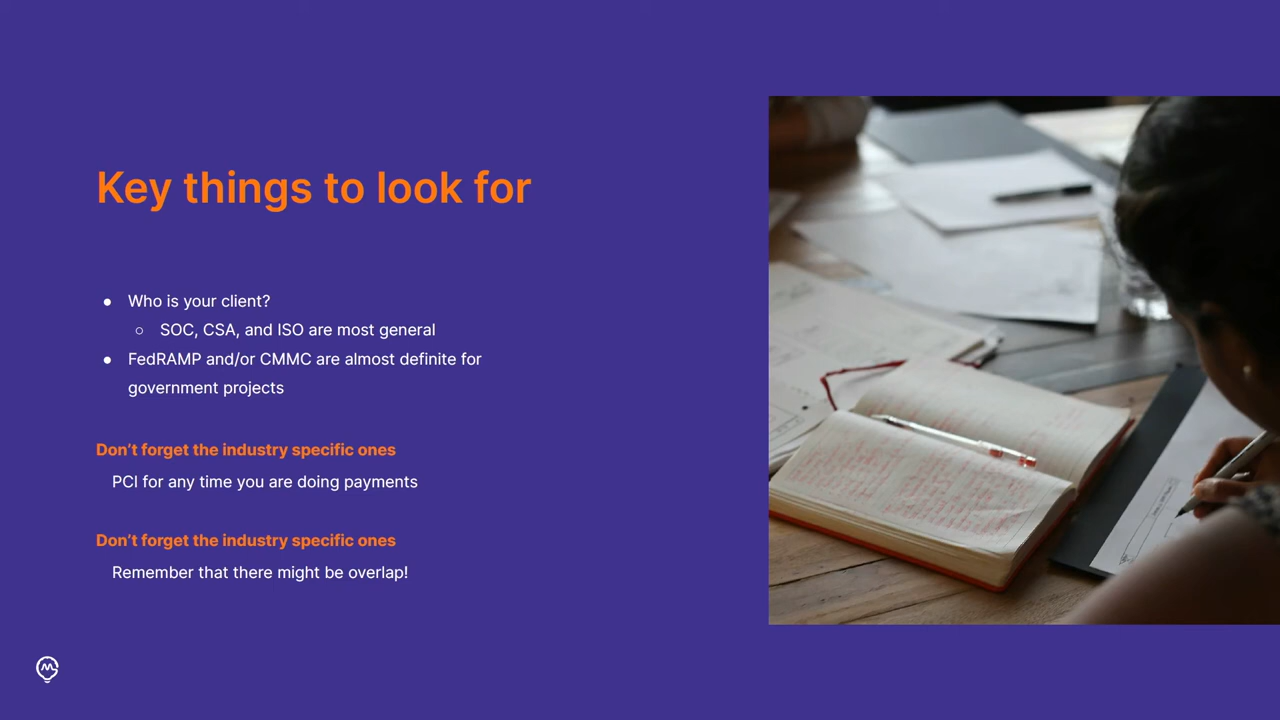 Key things to look for
● Who is your client?
○ SOC, CSA, and ISO are most general
● FedRAMP and/or CMMC are almost definite for
government projects
Don't forget the industry specific ones
PCI for any time you are doing payments
Don't forget the industry specific ones
Remember that there might be overlap!